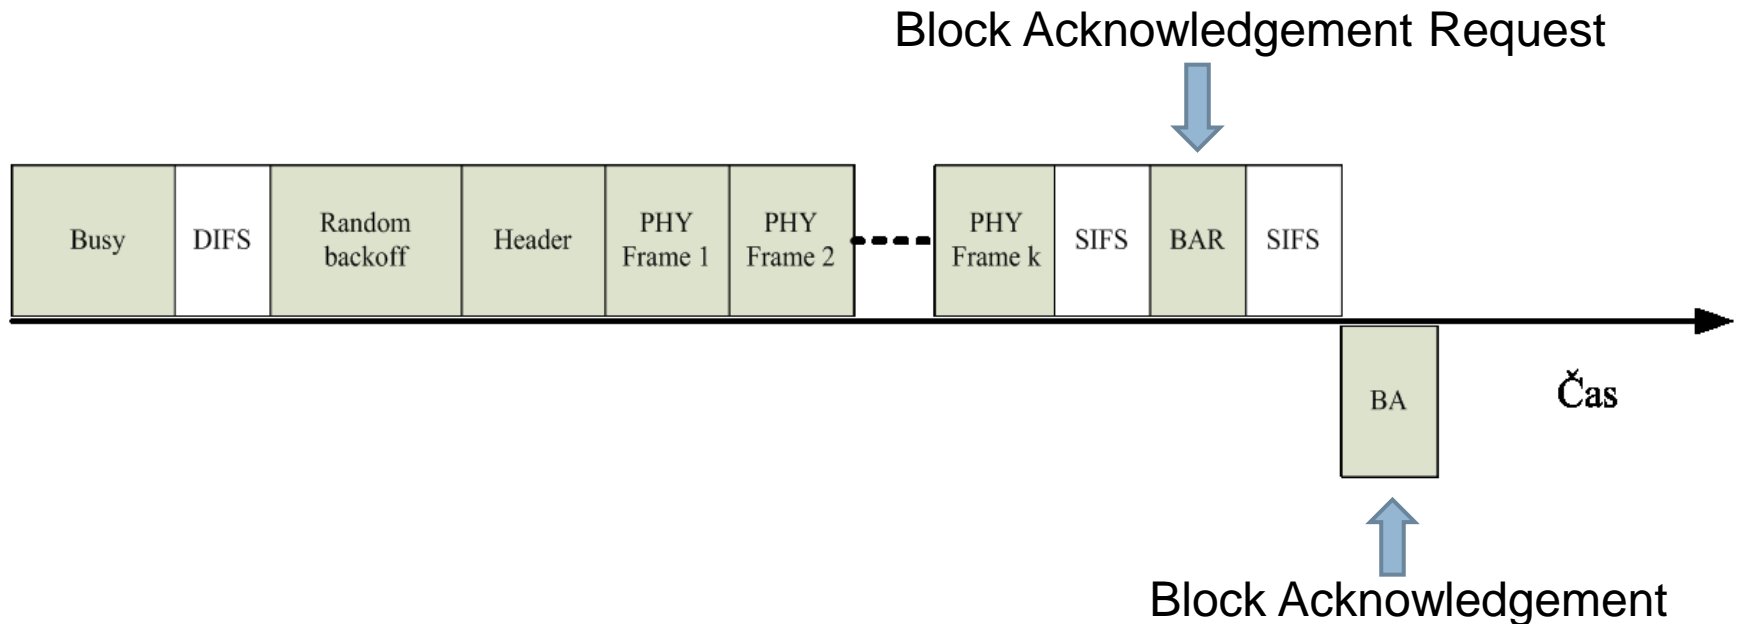 Block Acknowledgement Request
Busy
DIFS
Random
backoff
Header
PHY
Frame 1
PHY
Frame 2
PHY
Frame k
SIFS
BAR
SIFS
BA
Čas
Block Acknowledgement